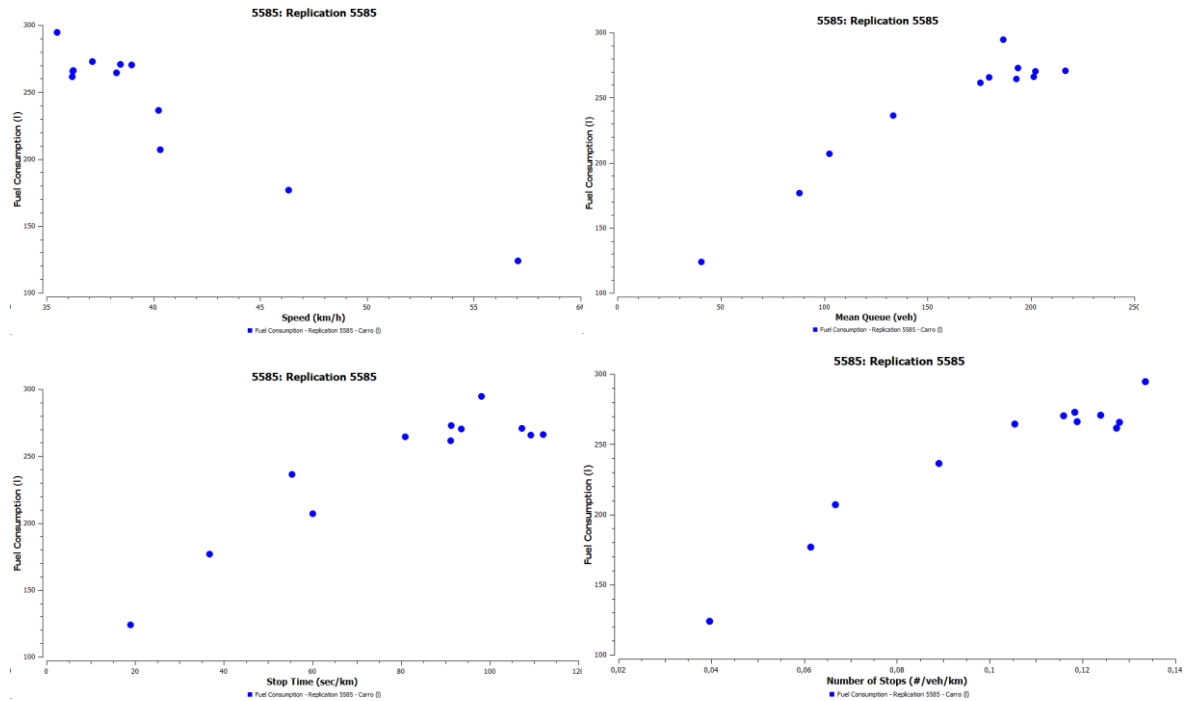 5585: Replication 5585
300
250
200
150
100
Fuel Consumption (l)
35 40 45 50 55 60
Speed (km/h)
Fuel Consumption - Replication 5585 - Carro (l)
5585: Replication 5585
300
250
200
150
100
Fuel Consumption (l)
0 50 100 150 200 250
Mean Queue (veh)
Fuel Consumption - Replication 5585 - Carro (l)
5585: Replication 5585
300
250
200
150
100
Fuel Consumption (l)
0 20 40 60 80 100 120
Stop Time (sec/km)
Fuel Consumption - Replication 5585 - Carro (l)
5585: Replication 5585
300
250
200
150
100
Fuel Consumption (l)
0,02 0,04 0,06 0,08 0,1 0,12 0,14
Number of Stops (#/veh/km)
Fuel Consumption - Replication 5585 - Carro (l)